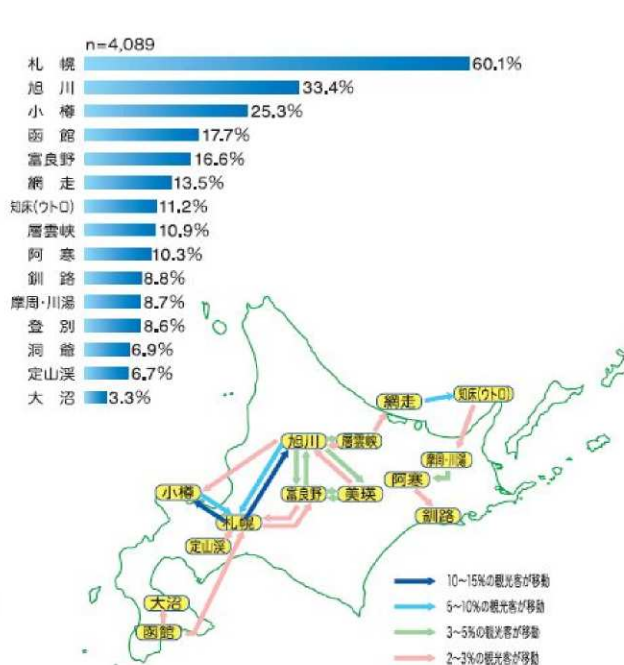 n=4,089
札幌 60.1%
旭川 33.4%
小樽 25.3%
函館 17.7%
富良野 16.6%
網走 13.5%
知床(ウトロ) 11.2%
層雲峡 10.9%
阿寒 10.3%
釧路 8.8%
摩周・川湯 8.7%
登別 8.6%
洞爺 6.9%
定山渓 6.7%
大沼 3.3%
網走
知床(ウトロ)
旭川
層雲峡
摩周・川湯
阿寒
小樽
富良野
美瑛
釧路
札幌
定山渓
大沼
函館
10~15%の観光客が移動
5~10%の観光客が移動
3~5%の観光客が移動
2~3%の観光客が移動